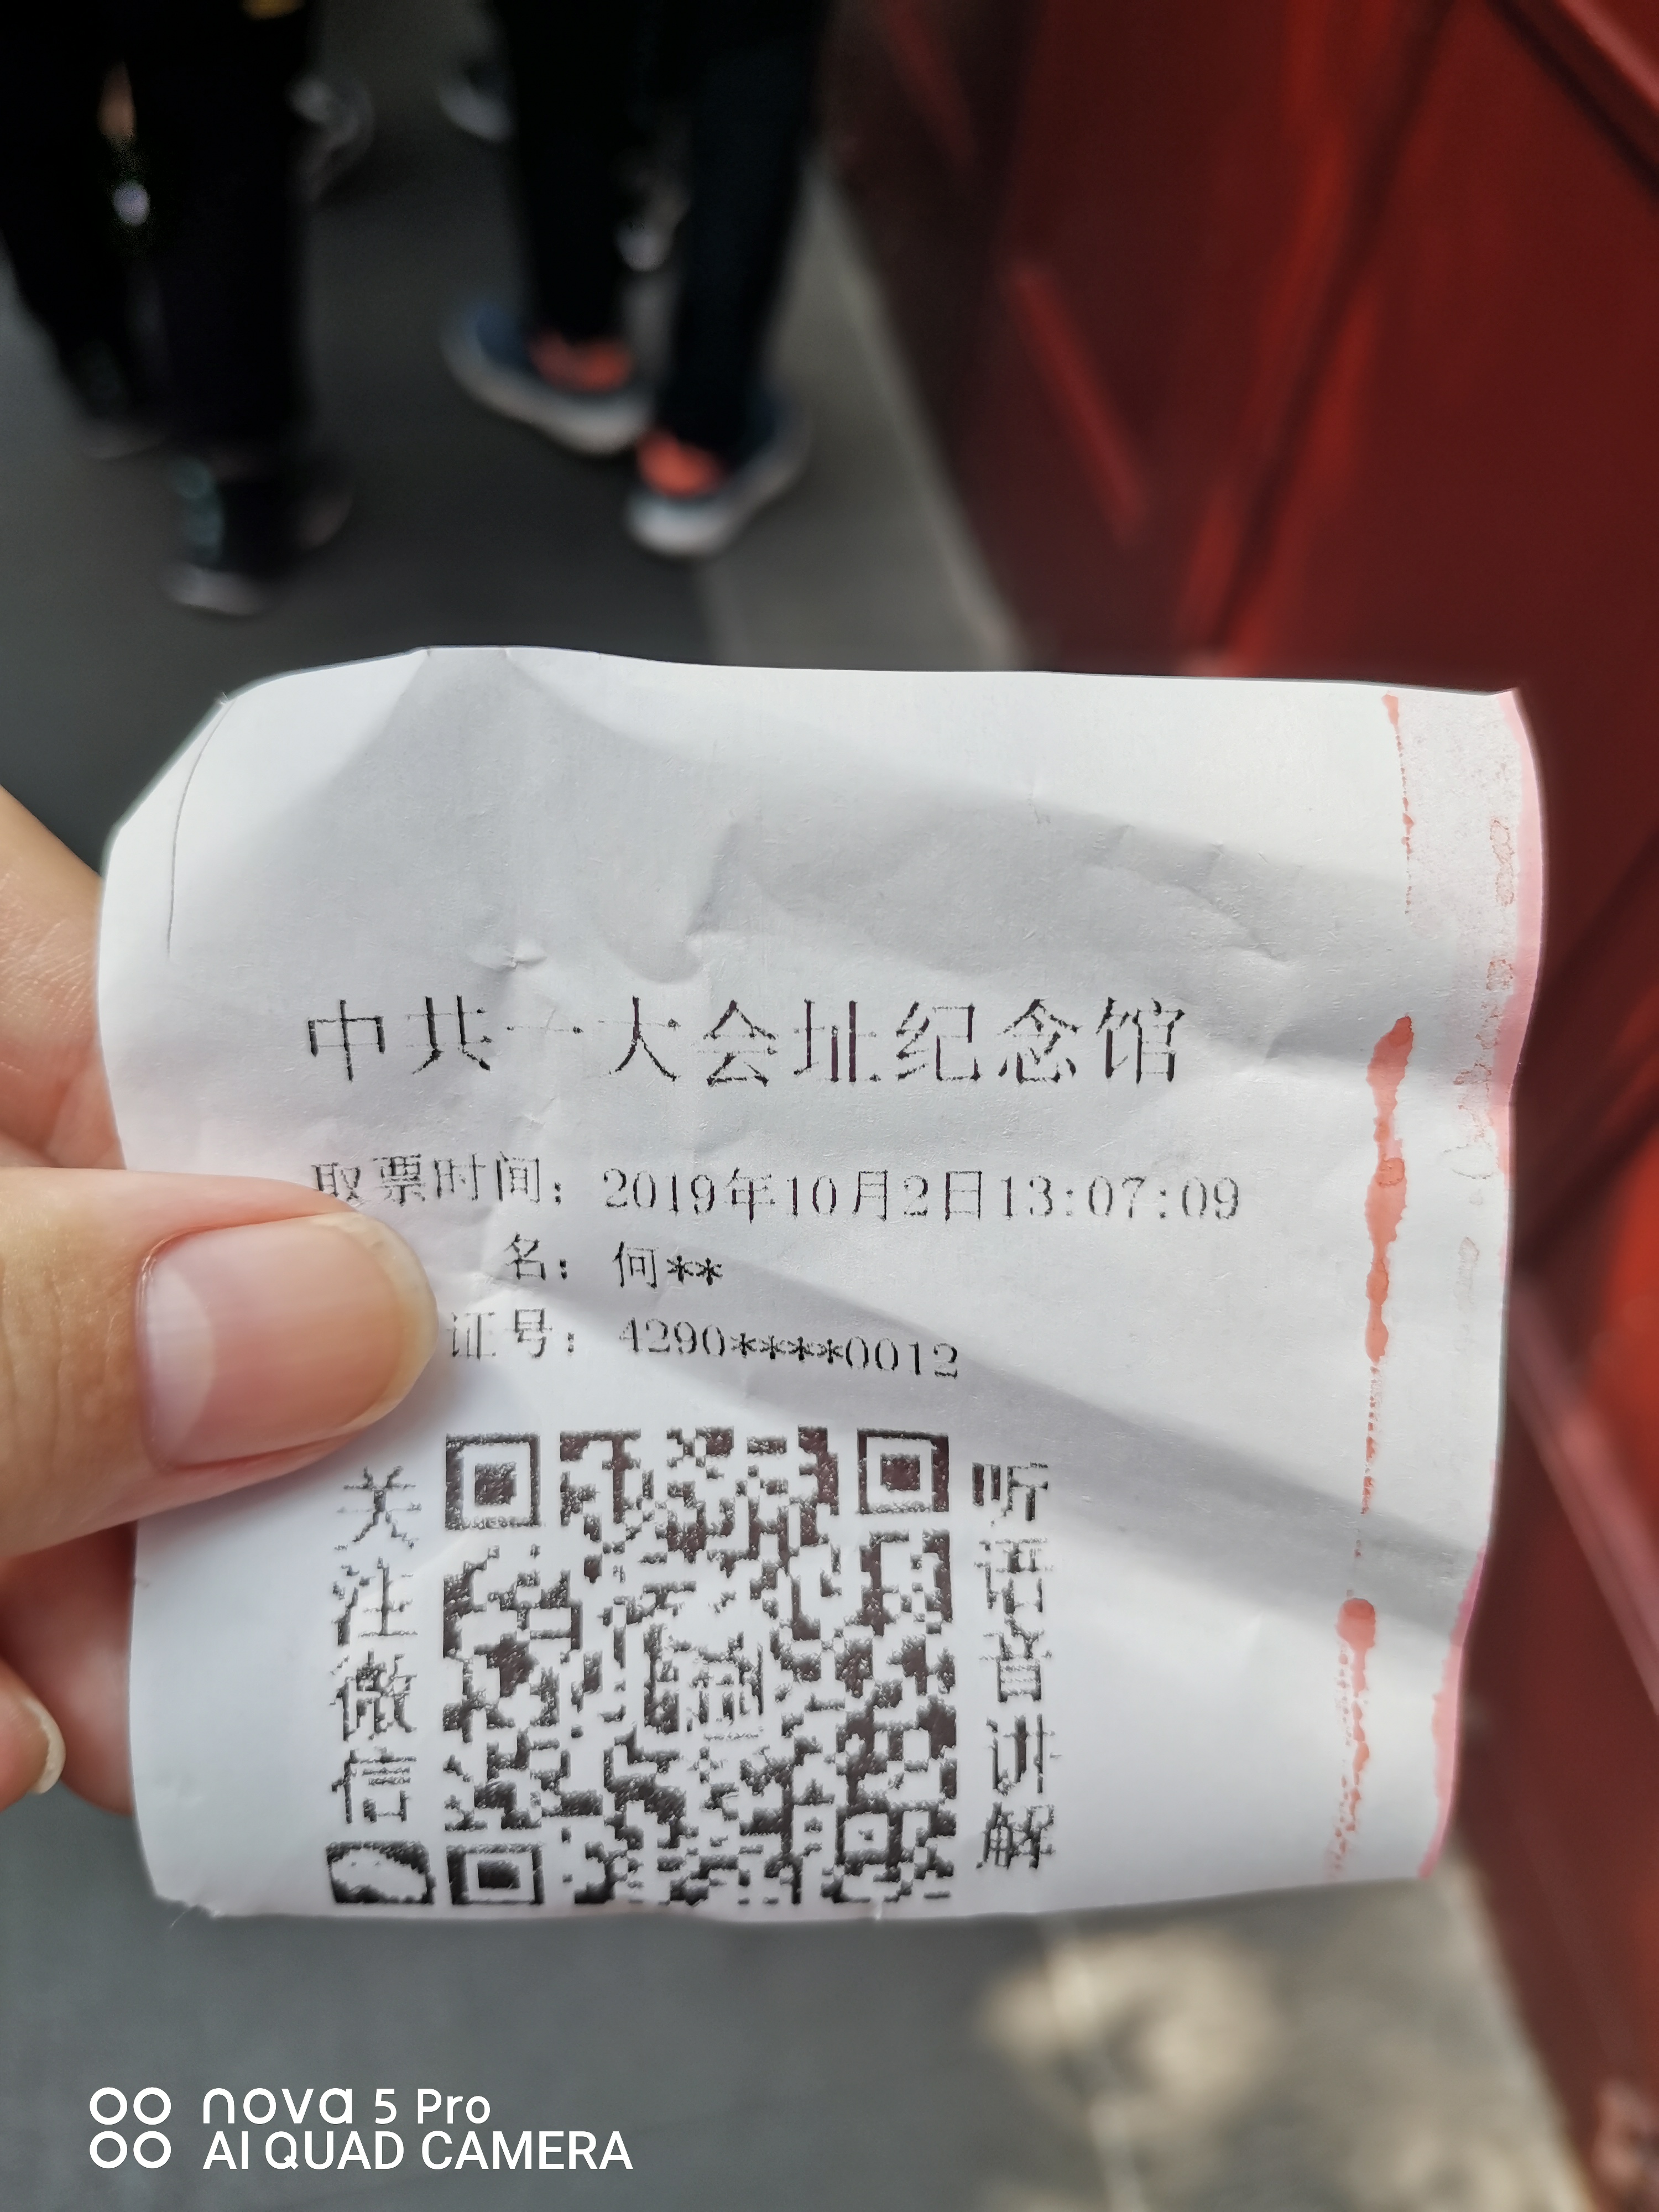 中共一大会址纪念馆
取票时间：2019年10月2日13:07:09
名：何**
证号：4290****0012
关注微信
听语音讲解
nova 5 Pro
AI QUAD CAMERA